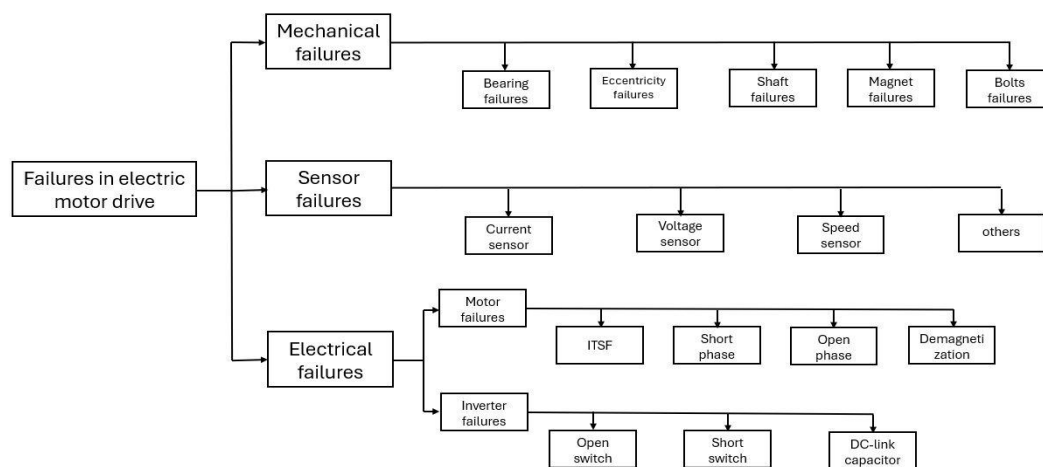 Mechanical
failures
Bearing
failures
Eccentricity
failures
Shaft
failures
Magnet
failures
Bolts
failures
Failures in electric
motor drive
Sensor
failures
Current
sensor
Voltage
sensor
Speed
sensor
others
Electrical
failures
Motor
failures
ITSF
Short
phase
Open
phase
Demagneti
zation
Inverter
failures
Open
switch
Short
switch
DC-link
capacitor